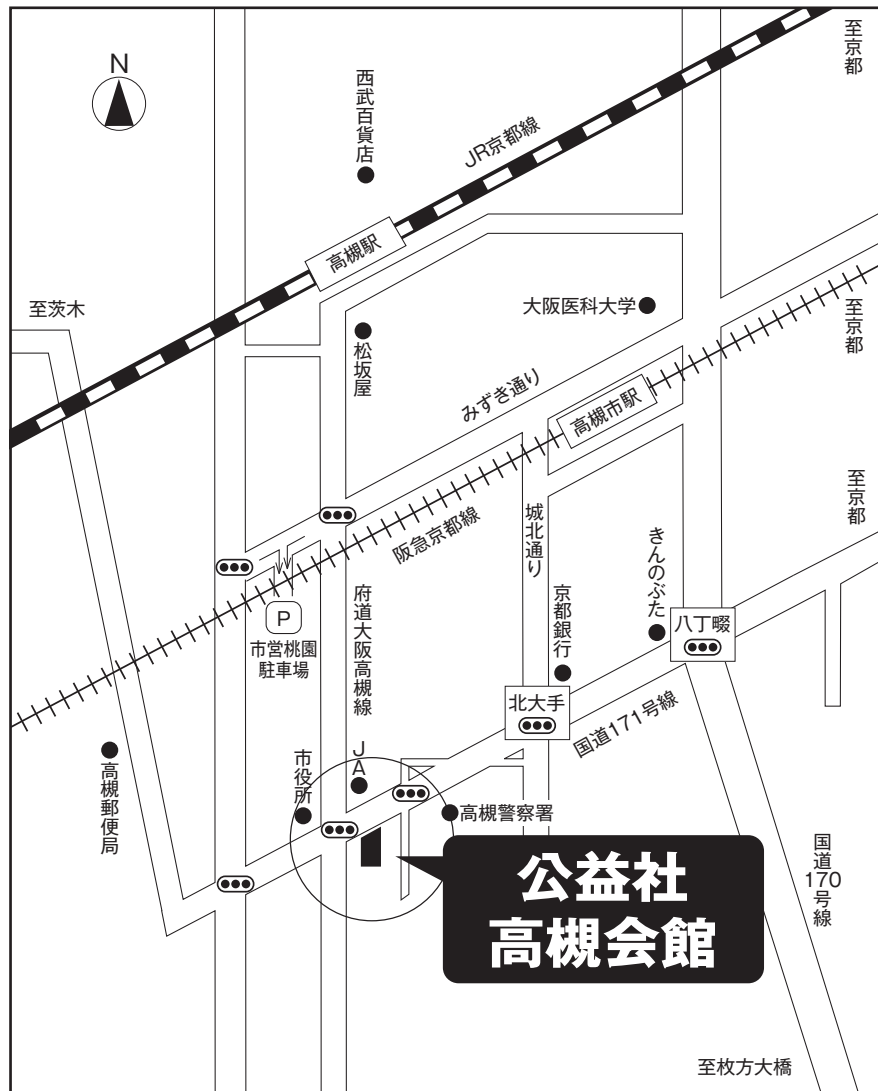 N
西武百貨店
JR京都線
至京都
高槻駅
至茨木
大阪医科大学
至京都
松坂屋
みずき通り
高槻市駅
至京都
阪急京都線
城北通り
きんのぶた
P
市営桃園
駐車場
府道大阪高槻線
京都銀行
八丁畷
北大手
国道171号線
高槻郵便局
市役所
JA
高槻警察署
公益社
高槻会館
国道170号線
至枚方大橋